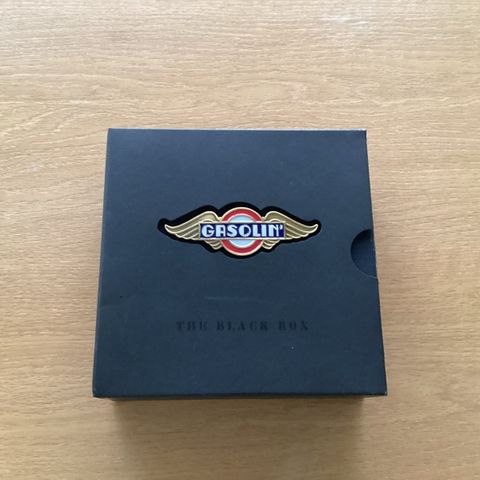 GASOLIN'
THE BLACK BOX